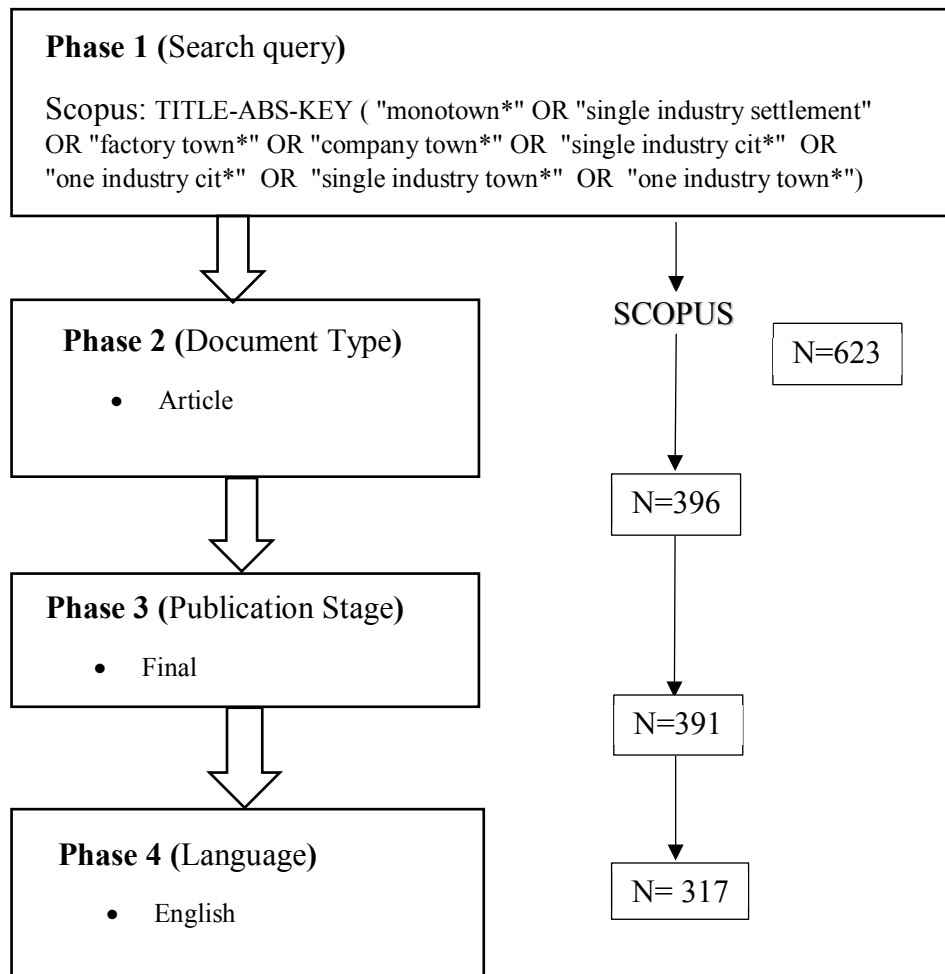 Phase 1 (Search query)
Scopus: TITLE-ABS-KEY ( "monotown*" OR "single industry settlement"
OR "factory town*" OR "company town*" OR "single industry cit*" OR
"one industry cit*" OR "single industry town*" OR "one industry town*")
SCOPUS
N=623
Phase 2 (Document Type)
• Article
N=396
Phase 3 (Publication Stage)
• Final
N=391
Phase 4 (Language)
• English
N= 317